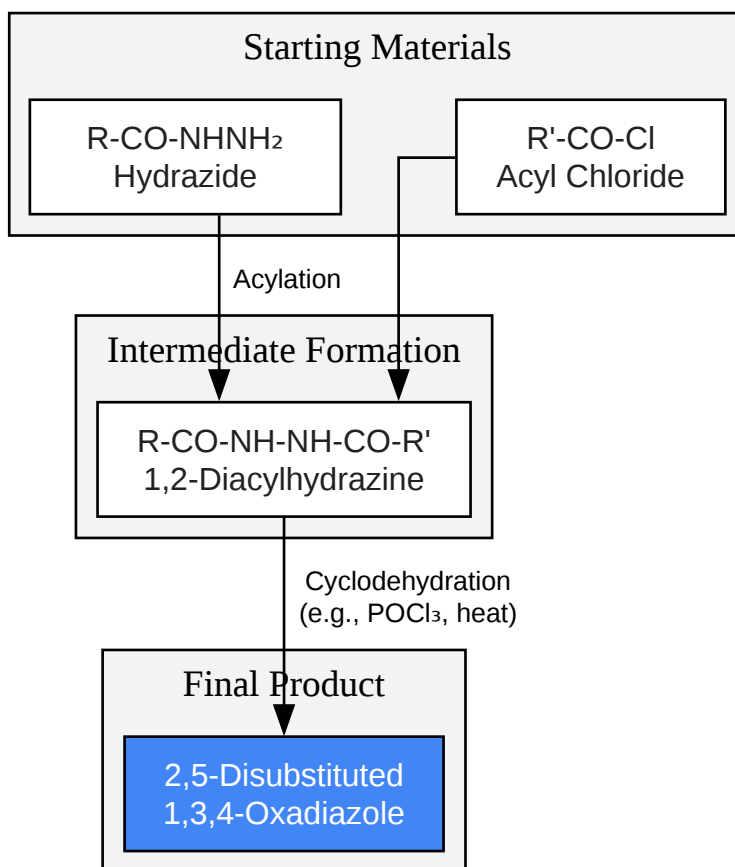 Starting Materials
R-CO-NHNH₂
Hydrazide
R'-CO-Cl
Acyl Chloride
Acylation
Intermediate Formation
R-CO-NH-NH-CO-R'
1,2-Diacylhydrazine
Cyclodehydration
(e.g., POCl₃, heat)
Final Product
2,5-Disubstituted
1,3,4-Oxadiazole